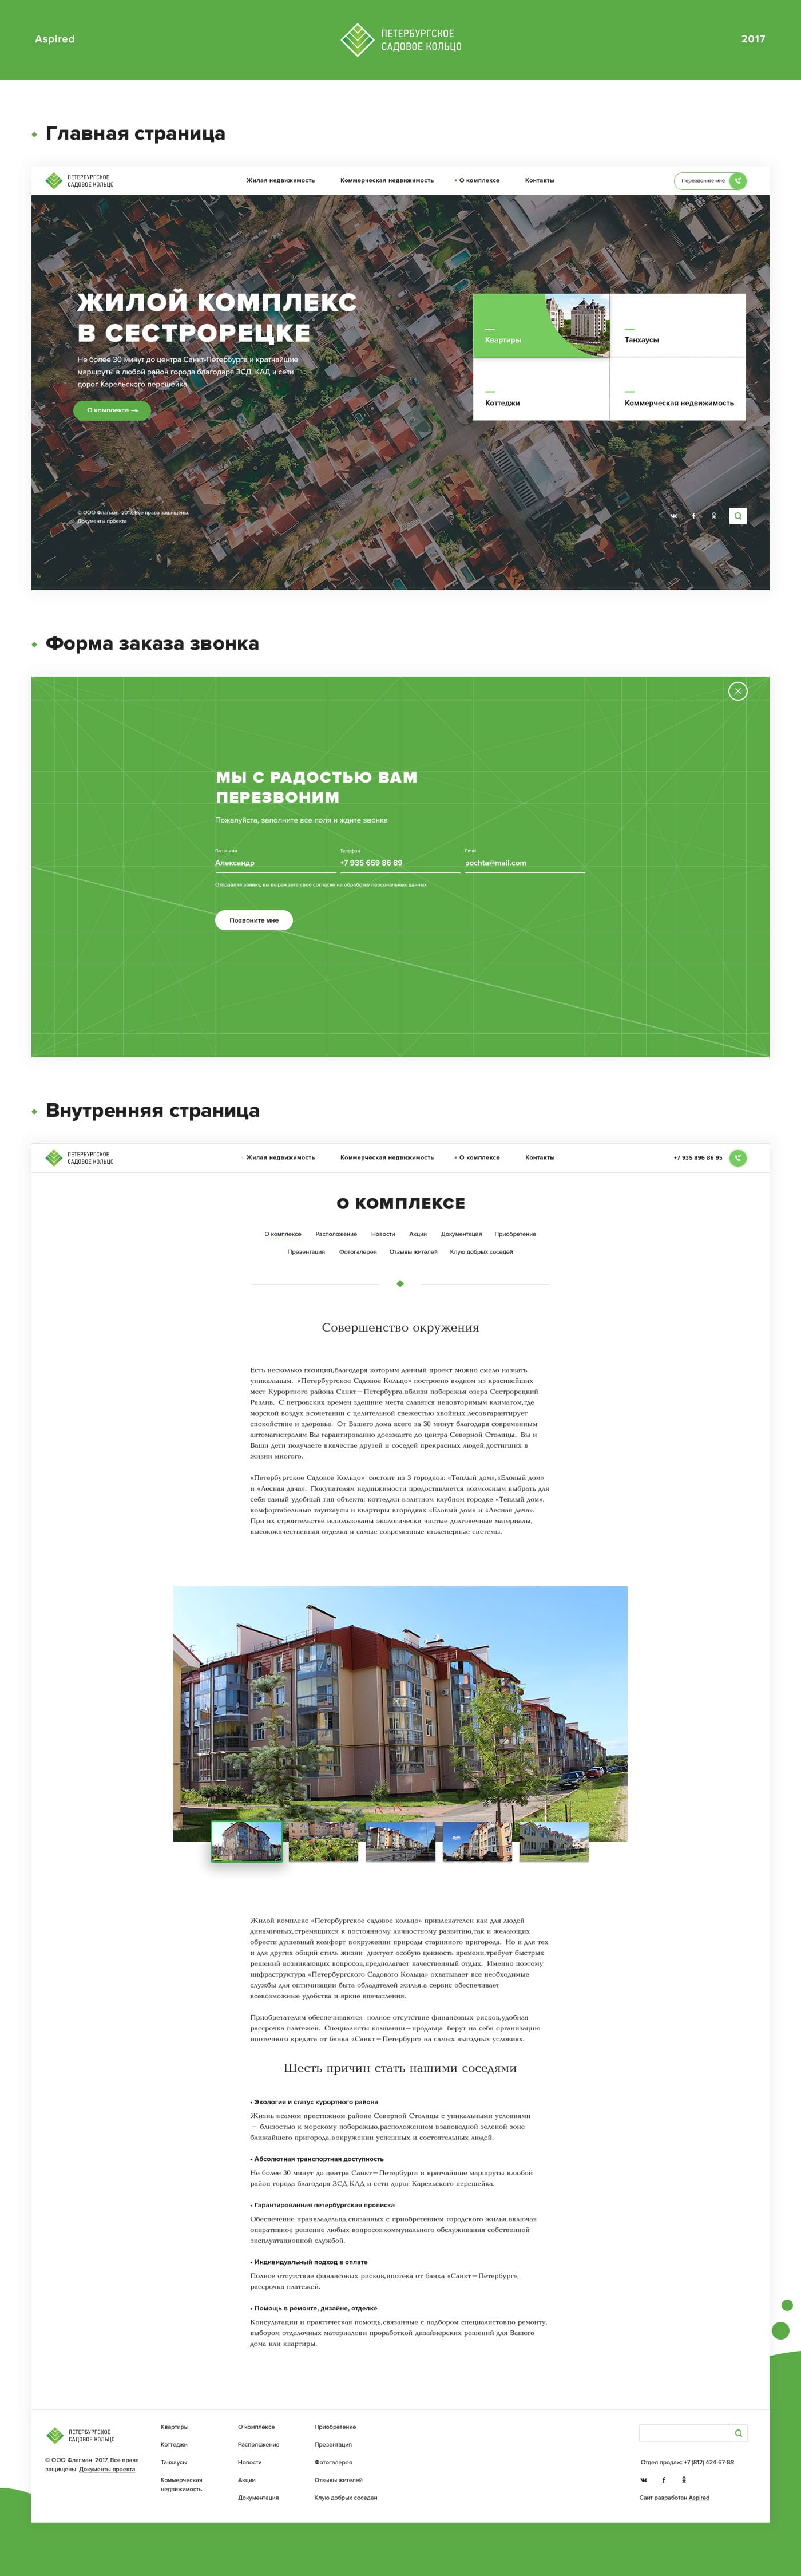 Aspired
ПЕТЕРБУРГСКОЕ
САДОВОЕ КОЛЬЦО
2017
Главная страница
ПЕТЕРБУРГСКОЕ
САДОВОЕ КОЛЬЦО
Жилая недвижимость
Коммерческая недвижимость
О комплексе
Контакты
Перезвоните мне
ЖИЛОЙ КОМПЛЕКС
В СЕСТРОРЕЦКЕ
Не более 30 минут до центра Санкт-Петербурга и кратчайшие
маршруты в любой район города благодаря ЗСД, КАД и сети
дорог Карельского перешейка.
О комплексе
Квартиры
Танхаусы
Коттеджи
Коммерческая недвижимость
© ООО Флагман 2017, Все права защищены.
Документы проекта
Форма заказа звонка
МЫ С РАДОСТЬЮ ВАМ
ПЕРЕЗВОНИМ
Пожалуйста, заполните все поля и ждите звонка
Ваше имя
Телефон
Email
Александр
+7 935 659 86 89
pochta@mail.com
Отправляя заявку, вы выражаете свое согласие на обработку персональных данных
Позвоните мне
Внутренняя страница
ПЕТЕРБУРГСКОЕ
САДОВОЕ КОЛЬЦО
Жилая недвижимость
Коммерческая недвижимость
О комплексе
Контакты
+7 935 896 86 95
О КОМПЛЕКСЕ
О комплексе
Расположение
Новости
Акции
Документация
Приобретение
Презентация
Фотогалерея
Отзывы жителей
Клую добрых соседей
Совершенство окружения
Есть несколько позиций,благодаря которым данный проект можно смело назвать
уникальным. «Петербургское Садовое Кольцо» построено водном из красивейших
мест Курортного района Санкт−Петербурга,вблизи побережья озера Сестрорецкий
Разлив. С петровских времен здешние места славятся неповторимым климатом,где
морской воздух всочетании с целительной свежестью хвойных лесовгарантирует
спокойствие и здоровье. От Вашего дома всего за 30 минут благодаря современным
автомагистралям Вы гарантированно доезжаете до центра Северной Столицы. Вы и
Ваши дети получаете вкачестве друзей и соседей прекрасных людей,достигших в
жизни многого.
«Петербургское Садовое Кольцо» состоит из 3 городков: «Теплый дом»,«Еловый дом»
и «Лесная дача». Покупателям недвижимости предоставляется возможным выбрать для
себя самый удобный тип объекта: коттеджи вэлитном клубном городке «Теплый дом»,
комфортабельные таунхаусы и квартиры вгородках «Еловый дом» и «Лесная дача».
При их строительстве использованы экологически чистые долговечные материалы,
высококачественная отделка и самые современные инженерные системы.
Жилой комплекс «Петербургское садовое кольцо» привлекателен как для людей
динамичных,стремящихся к постоянному личностному развитию,так и желающих
обрести душевный комфорт вокружении природы старинного пригорода. Но и для тех
и для других общий стиль жизни диктует особую ценность времени,требует быстрых
решений возникающих вопросов,предполагает качественный отдых. Именно поэтому
инфраструктура «Петербургского Садового Кольца» охватывает все необходимые
службы для оптимизации быта обладателей жилья,а сервис обеспечивает
всевозможные удобства и яркие впечатления.
Приобретателям обеспечиваются полное отсутствие финансовых рисков,удобная
рассрочка платежей. Специалисты компании−продавца берут на себя организацию
ипотечного кредита от банка «Санкт−Петербург» на самых выгодных условиях.
Шесть причин стать нашими соседями
• Экология и статус курортного района
Жизнь всамом престижном районе Северной Столицы с уникальными условиями
− близостью к морскому побережью,расположением взаповедной зеленой зоне
ближайшего пригорода,вокружении успешных и состоятельных людей.
• Абсолютная транспортная доступность
Не более 30 минут до центра Санкт−Петербурга и кратчайшие маршруты влюбой
район города благодаря ЗСД,КАД и сети дорог Карельского перешейка.
• Гарантированная петербургская прописка
Обеспечение праввладельца,связанных с приобретением городского жилья,включая
оперативное решение любых вопросовкоммунального обслуживания собственной
эксплуатационной службой.
• Индивидуальный подход в оплате
Полное отсутствие финансовых рисков,ипотека от банка «Санкт−Петербург»,
рассрочка платежей.
• Помощь в ремонте, дизайне, отделке
Консультации и практическая помощь,связанные с подбором специалистовпо ремонту,
выбором отделочных материалови проработкой дизайнерских решений для Вашего
дома или квартиры.
ПЕТЕРБУРГСКОЕ
САДОВОЕ КОЛЬЦО
© ООО Флагман 2017, Все права
защищены. Документы проекта
Квартиры
Коттеджи
Танхаусы
Коммерческая
недвижимость
О комплексе
Расположение
Новости
Акции
Документация
Приобретение
Презентация
Фотогалерея
Отзывы жителей
Клую добрых соседей
Отдел продаж: +7 (812) 424-67-88
Сайт разработан Aspired